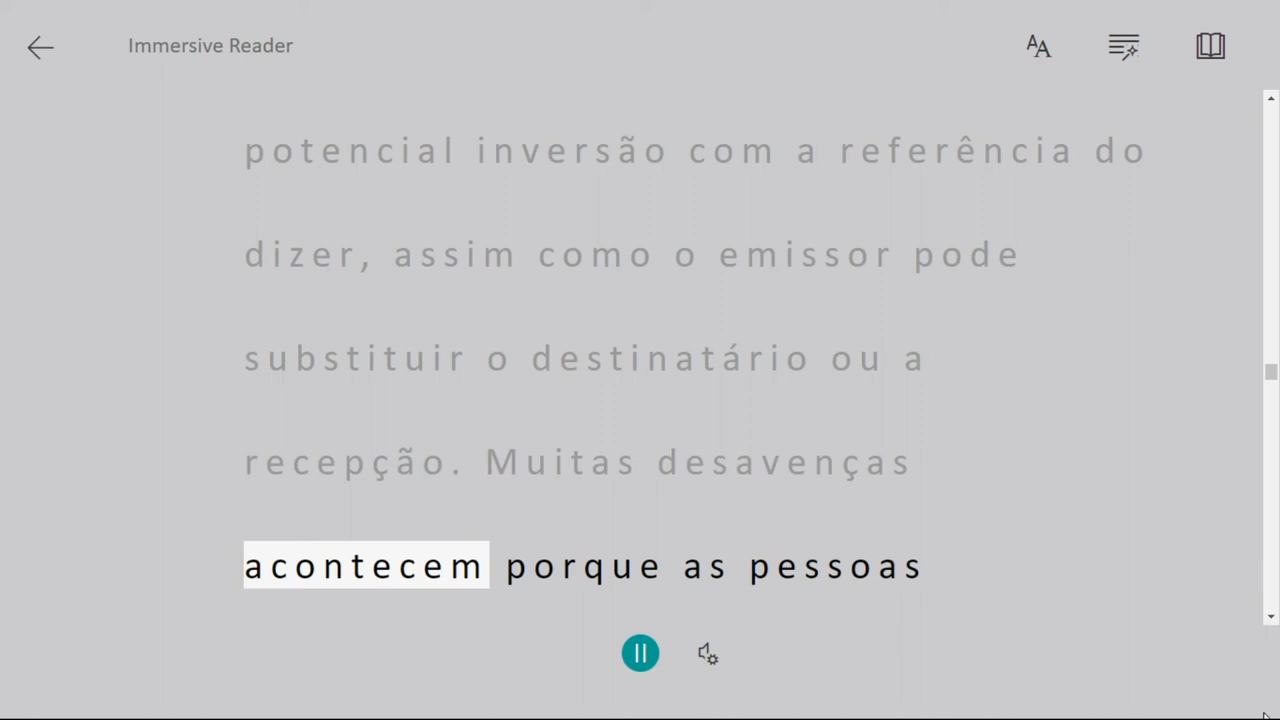 Immersive Reader
potencial inversão com a referência do
dizer, assim como o emissor pode
substituir o destinatário ou a
recepção. Muitas desavenças
acontecem porque as pessoas